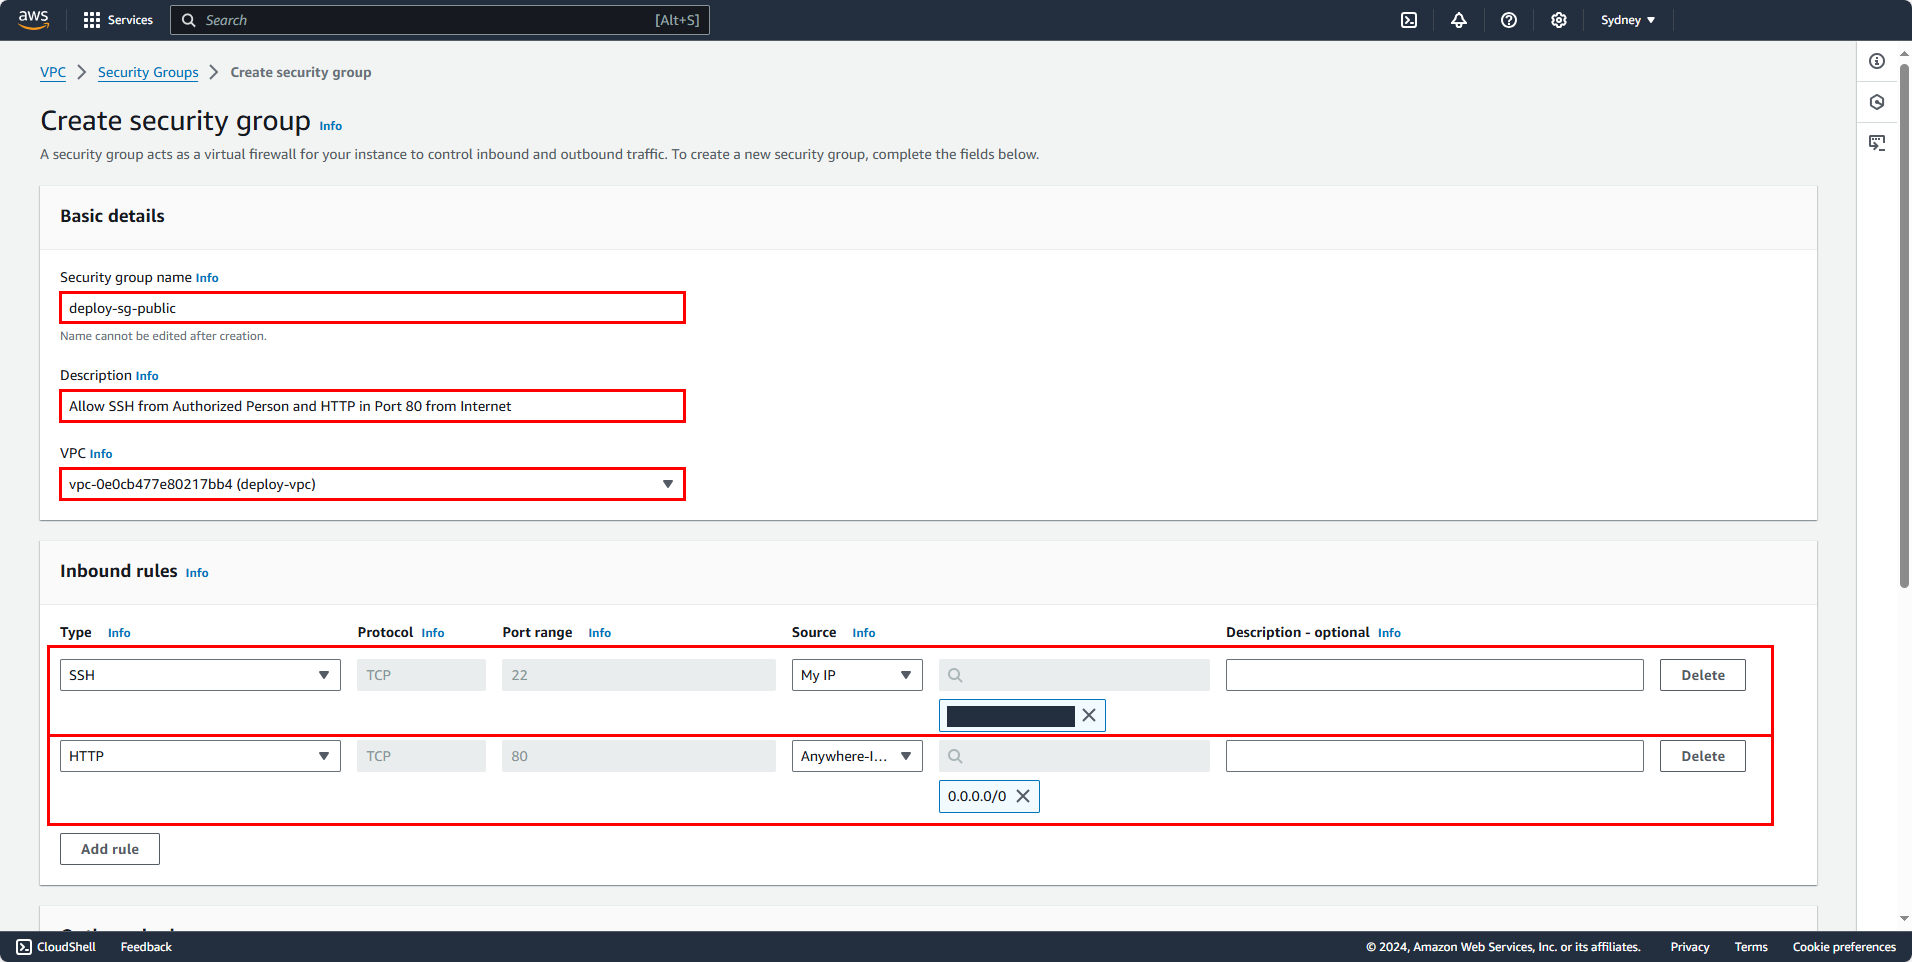 aws Services Search [Alt+S] Sydney
VPC Security Groups Create security group
Create security group Info
A security group acts as a virtual firewall for your instance to control inbound and outbound traffic. To create a new security group, complete the fields below.
Basic details
Security group name Info
deploy-sg-public
Name cannot be edited after creation.
Description Info
Allow SSH from Authorized Person and HTTP in Port 80 from Internet
VPC Info
vpc-0e0cb477e80217bb4 (deploy-vpc)
Inbound rules Info
Type Info Protocol Info Port range Info Source Info Description - optional Info
SSH TCP 22 My IP Delete
HTTP TCP 80 Anywhere-I... Delete
0.0.0.0/0
Add rule
CloudShell Feedback © 2024, Amazon Web Services, Inc. or its affiliates. Privacy Terms Cookie preferences